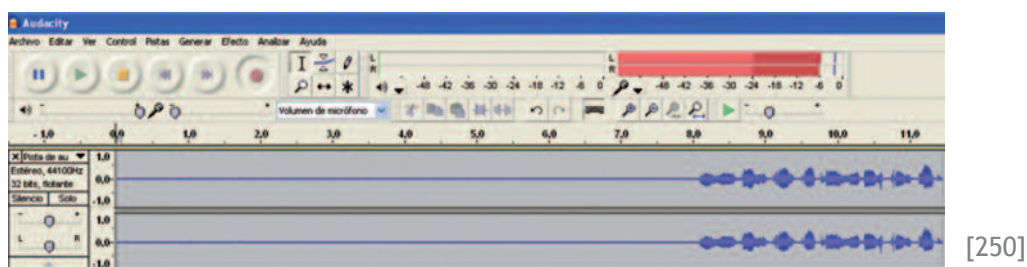 Audacity
Archivo Editar Ver Control Pistas Generar Efecto Analizar Ayuda
L
R
-48 -42 -36 -30 -24 -18 -12 -6 0
L
R
-48 -42 -36 -30 -24 -18 -12 -6 0
Volumen de micrófono
- 1,0 0,0 1,0 2,0 3,0 4,0 5,0 6,0 7,0 8,0 9,0 10,0 11,0
X Pista de au
Estéreo, 44100Hz
32 bits, flotante
Silencio Solo
- +
L R
1,0
0,0
-1,0
1,0
0,0
-1,0
[250]